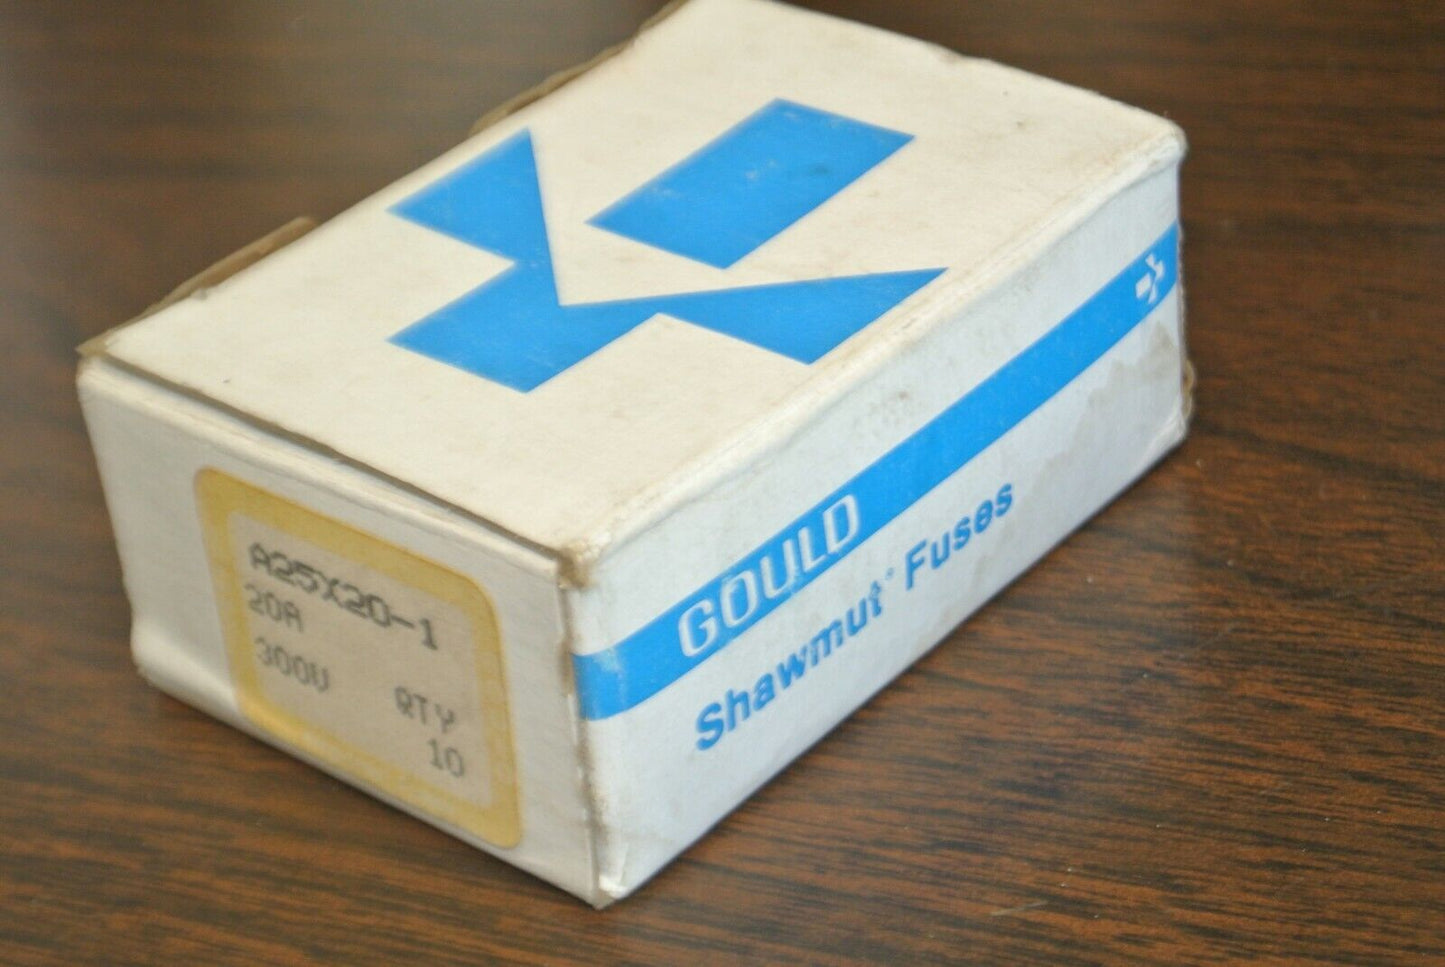 A25X20-1
20A
300V QTY
10
GOULD
Shawmut® Fuses